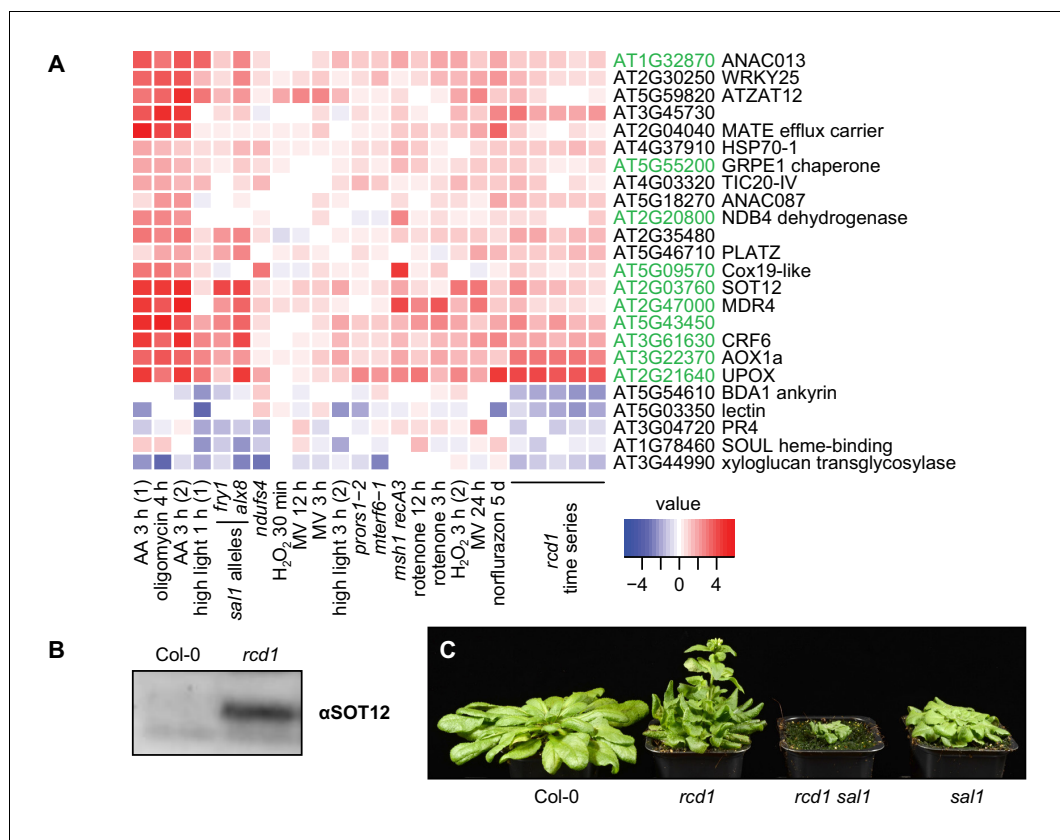 A
AT1G32870 ANAC013
AT2G30250 WRKY25
AT5G59820 ATZAT12
AT3G45730
AT2G04040 MATE efflux carrier
AT4G37910 HSP70-1
AT5G55200 GRPE1 chaperone
AT4G03320 TIC20-IV
AT5G18270 ANAC087
AT2G20800 NDB4 dehydrogenase
AT2G35480
AT5G46710 PLATZ
AT5G09570 Cox19-like
AT2G03760 SOT12
AT2G47000 MDR4
AT5G43450
AT3G61630 CRF6
AT3G22370 AOX1a
AT2G21640 UPOX
AT5G54610 BDA1 ankyrin
AT5G03350 lectin
AT3G04720 PR4
AT1G78460 SOUL heme-binding
AT3G44990 xyloglucan transglycosylase
AA 3 h (1)
oligomycin 4 h
AA 3 h (2)
high light 1 h (1)
fry1
alx8
sal1 alleles
ndufs4
H₂O₂ 30 min
MV 12 h
MV 3 h
high light 3 h (2)
prors1-2
mterf6-1
msh1 recA3
rotenone 12 h
rotenone 3 h
H₂O₂ 3 h (2)
MV 24 h
norflurazon 5 d
rcd1
time series
value
−4 0 4
B
Col-0 rcd1
αSOT12
C
Col-0 rcd1 rcd1 sal1 sal1